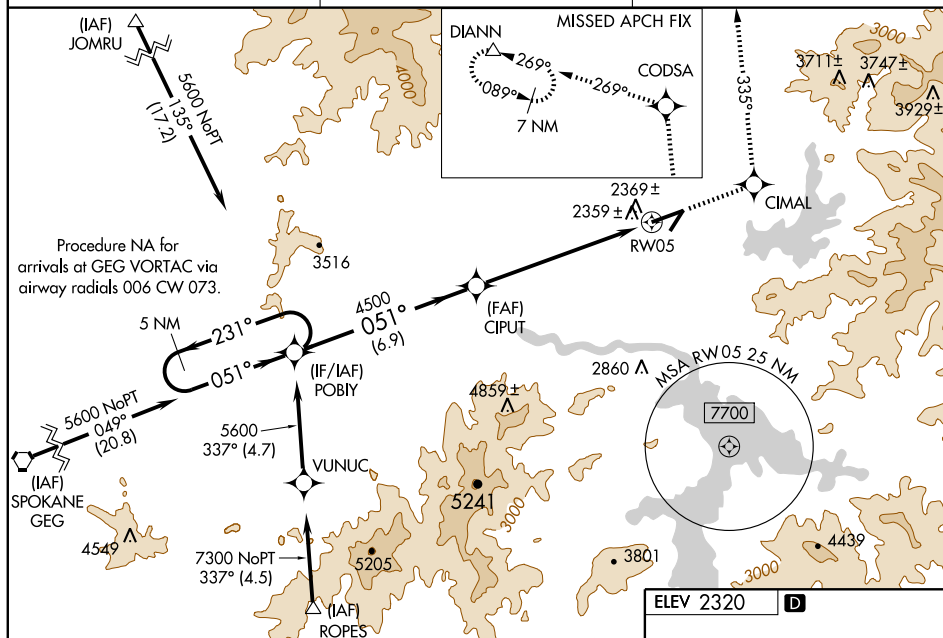 (IAF)
JOMRU
5600 NoPT
135°
(17.2)
4000
MISSED APCH FIX
DIANN
269°
089°
7 NM
269°
CODSA
335°
3000
3711±
3747±
3929±
CIMAL
2369±
2359±
RW05
Procedure NA for
arrivals at GEG VORTAC via
airway radials 006 CW 073.
3516
5 NM
231°
051°
4500
051°
(6.9)
(FAF)
CIPUT
(IF/IAF)
POBIY
5600 NoPT
049°
(20.8)
(IAF)
SPOKANE
GEG
5600
337° (4.7)
VUNUC
4859±
2860
MSA RW05 25 NM
7700
5241
3000
4549
7300 NoPT
337° (4.5)
5205
3801
4439
3000
(IAF)
ROPES
ELEV 2320
D